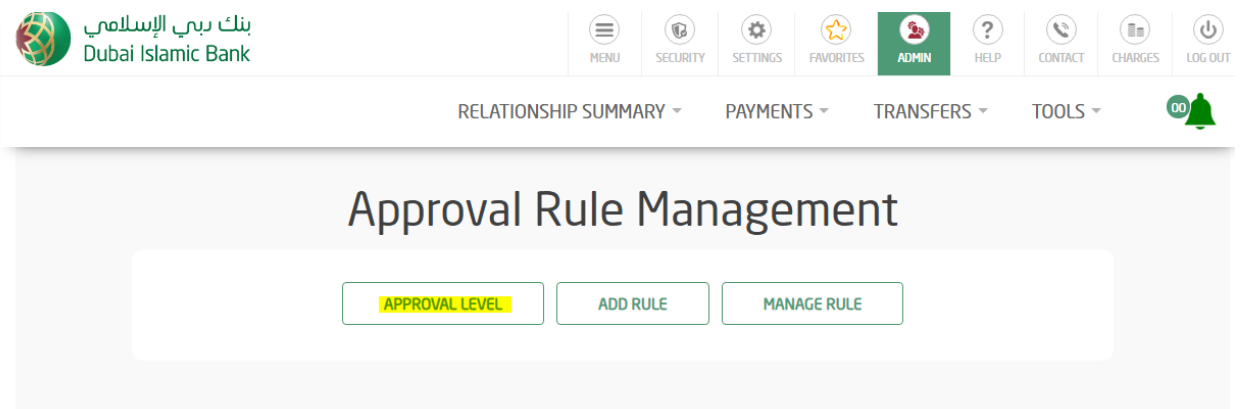 بنك دبي الإسلامي
Dubai Islamic Bank
MENU
SECURITY
SETTINGS
FAVORITES
ADMIN
HELP
CONTACT
CHARGES
LOG OUT
RELATIONSHIP SUMMARY
PAYMENTS
TRANSFERS
TOOLS
00
Approval Rule Management
APPROVAL LEVEL
ADD RULE
MANAGE RULE